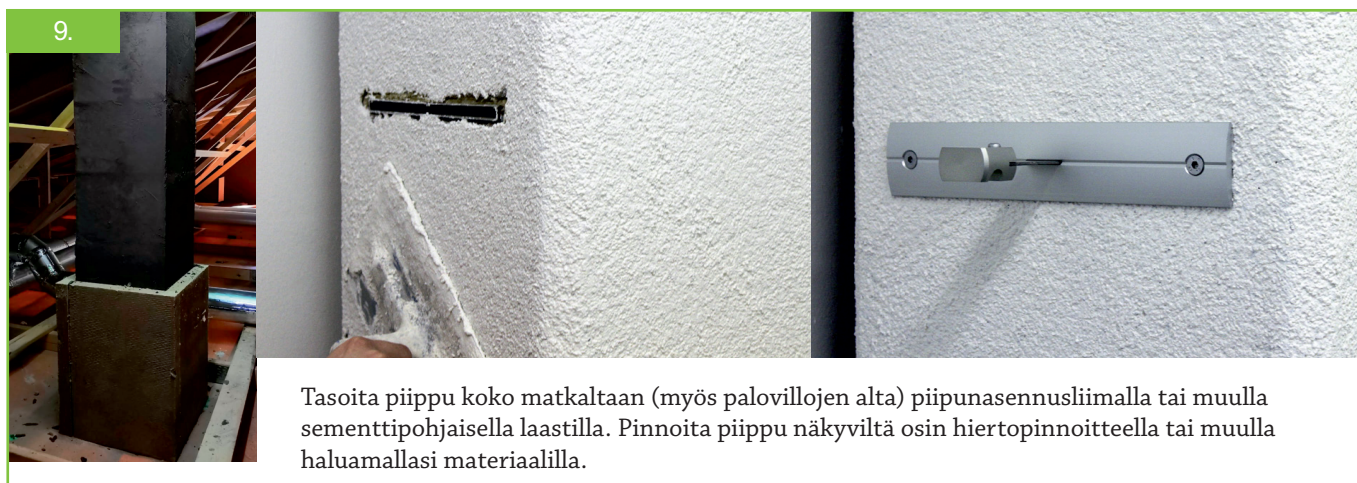 9.
Tasoita piippu koko matkaltaan (myös palovillojen alta) piipunasennusliimalla tai muulla
sementtipohjaisella laastilla. Pinnoita piippu näkyviltä osin hiertopinnoitteella tai muulla
haluamallasi materiaalilla.